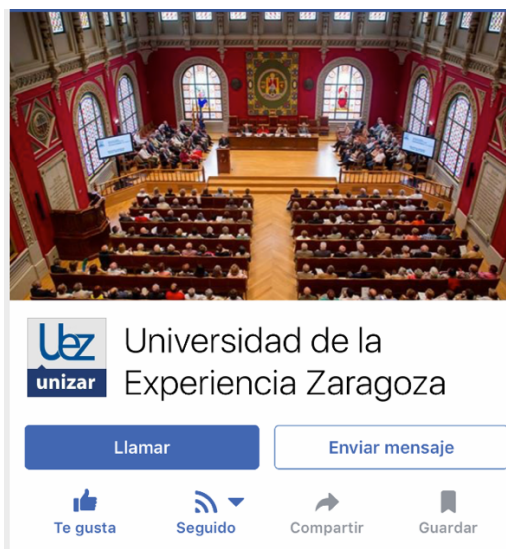 Uez
unizar
Universidad de la
Experiencia Zaragoza
Llamar
Enviar mensaje
Te gusta
Seguido
Compartir
Guardar